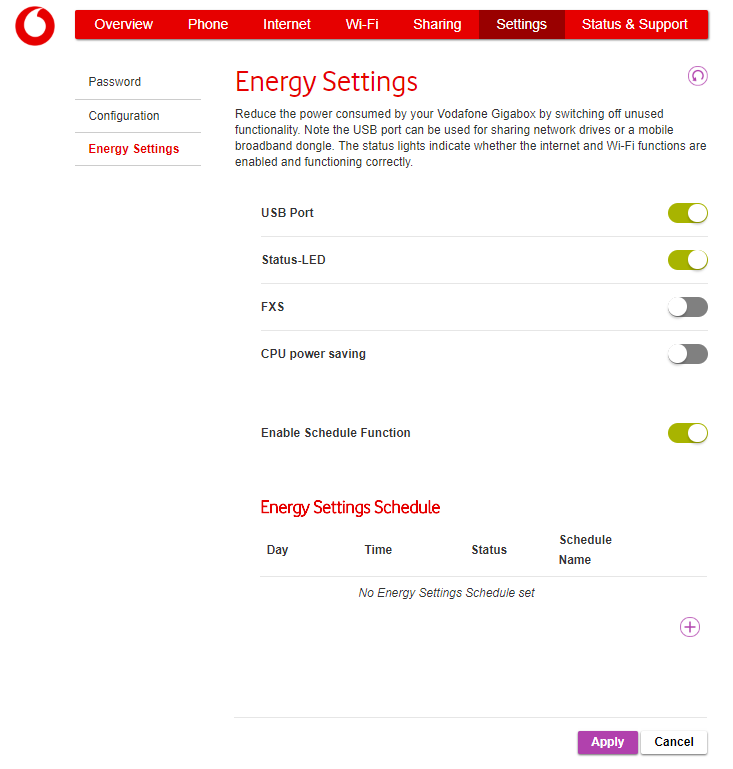 Overview Phone Internet Wi-Fi Sharing Settings Status & Support
Password
Configuration
Energy Settings
Energy Settings
Reduce the power consumed by your Vodafone Gigabox by switching off unused
functionality. Note the USB port can be used for sharing network drives or a mobile
broadband dongle. The status lights indicate whether the internet and Wi-Fi functions are
enabled and functioning correctly.
USB Port
Status-LED
FXS
CPU power saving
Enable Schedule Function
Energy Settings Schedule
Day Time Status Schedule
Name
No Energy Settings Schedule set
Apply Cancel